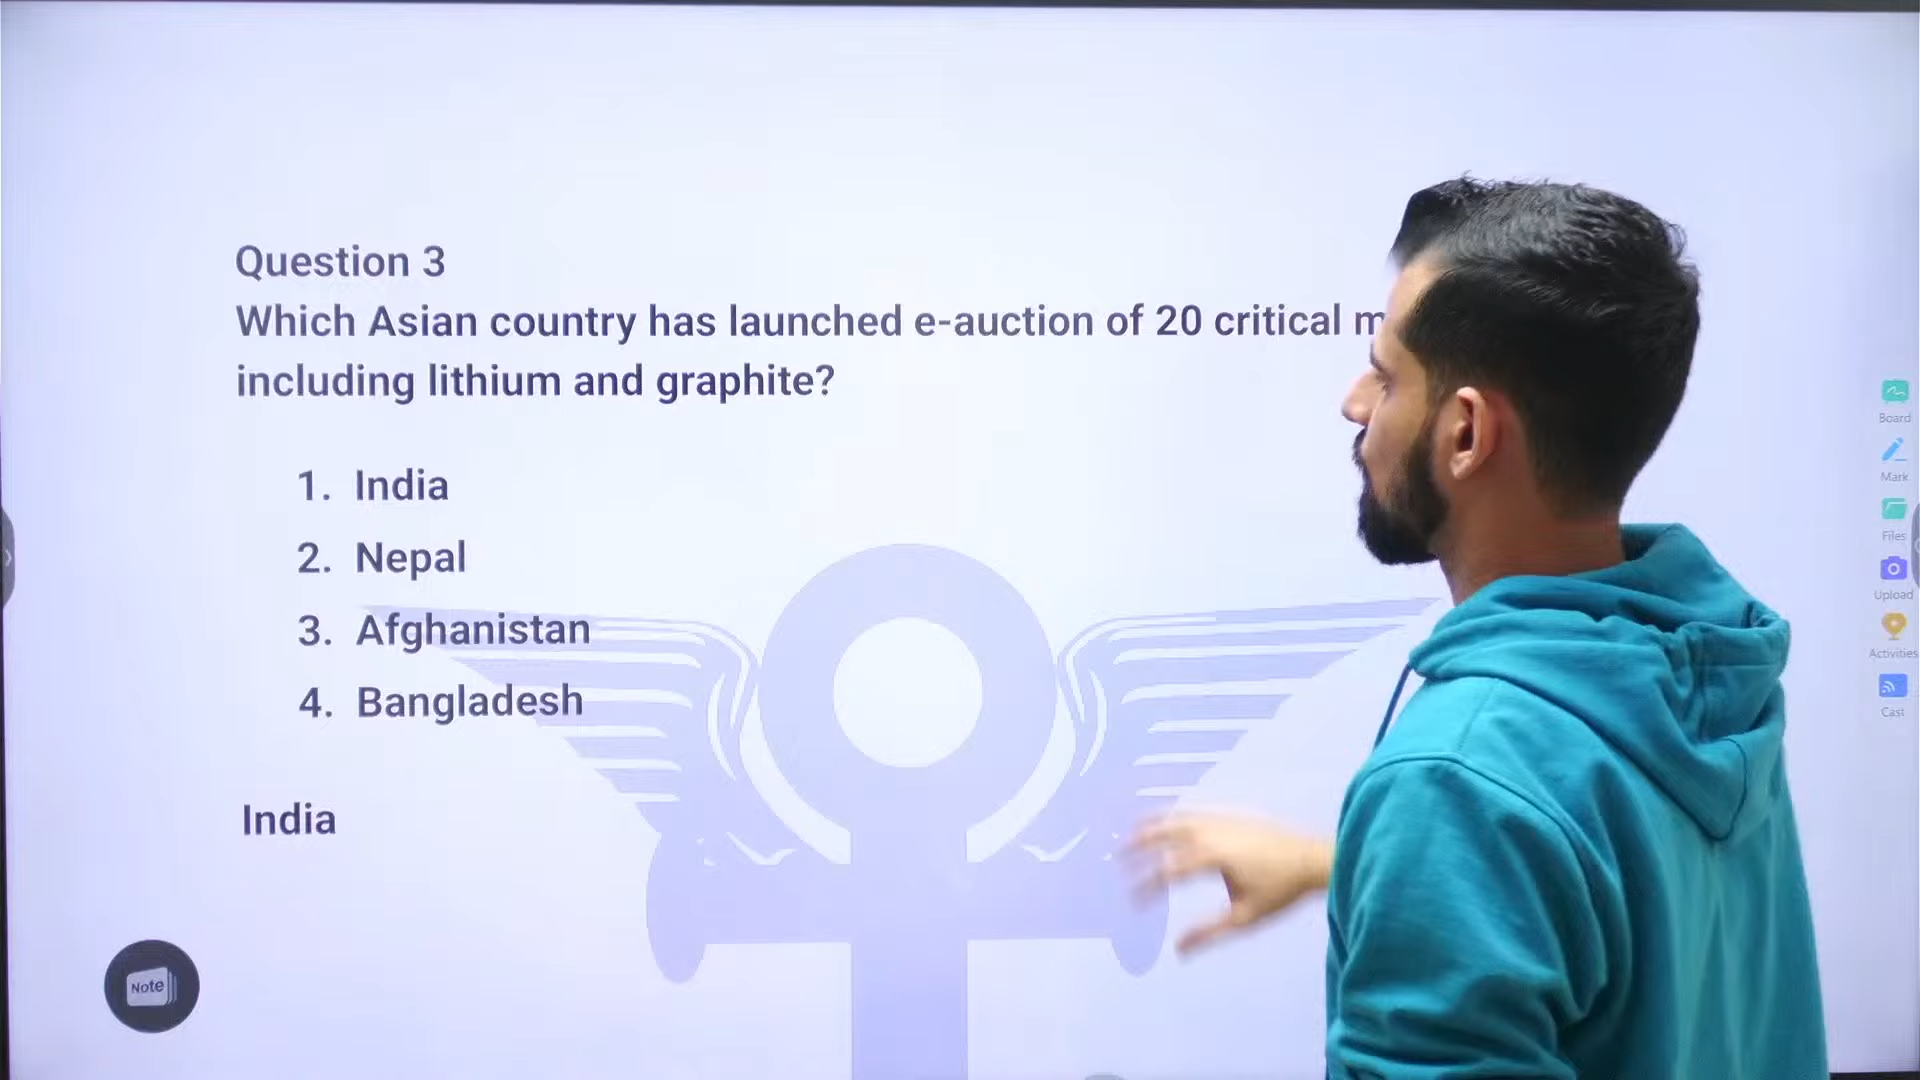 Question 3
Which Asian country has launched e-auction of 20 critical
including lithium and graphite?
1. India
2. Nepal
3. Afghanistan
4. Bangladesh
India
Note
Board
Mark
Files
Upload
Activities
Cast